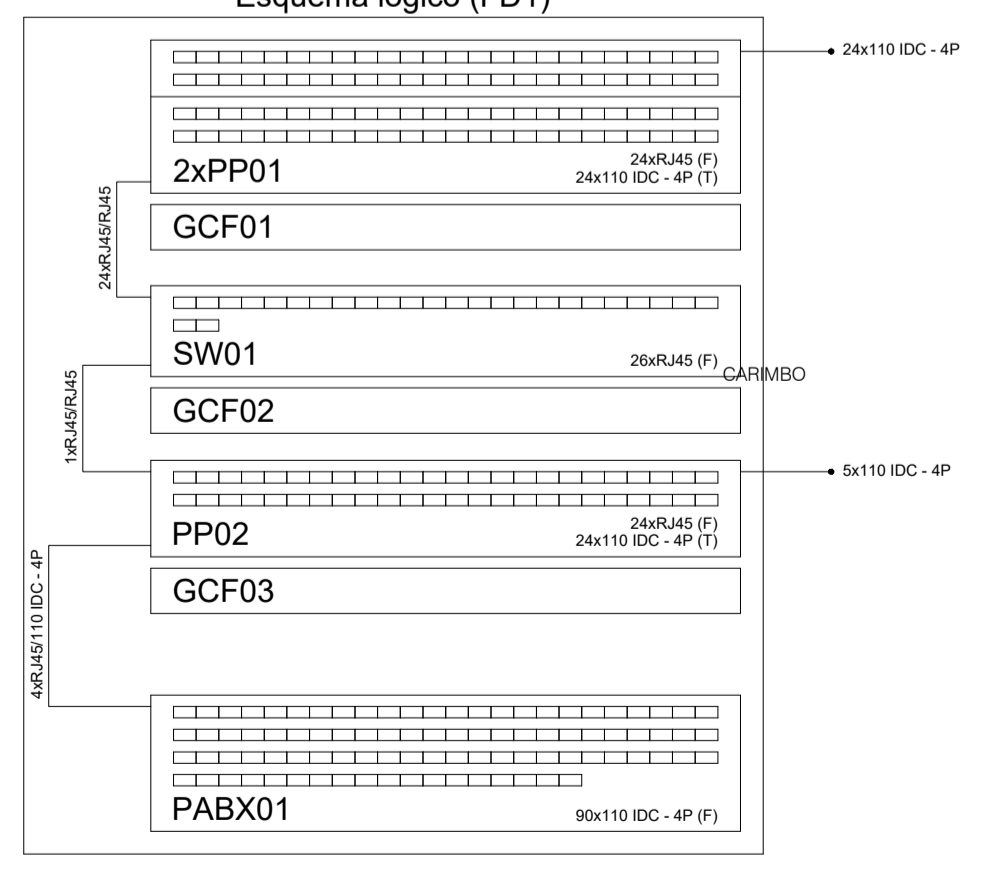 Esquema lógico (PD1)
24x110 IDC - 4P
2xPP01
24xRJ45 (F)
24x110 IDC - 4P (T)
24xRJ45/RJ45
GCF01
SW01
26xRJ45 (F)
CARIMBO
1xRJ45/RJ45
GCF02
5x110 IDC - 4P
PP02
24xRJ45 (F)
24x110 IDC - 4P (T)
4xRJ45/110 IDC - 4P
GCF03
PABX01
90x110 IDC - 4P (F)